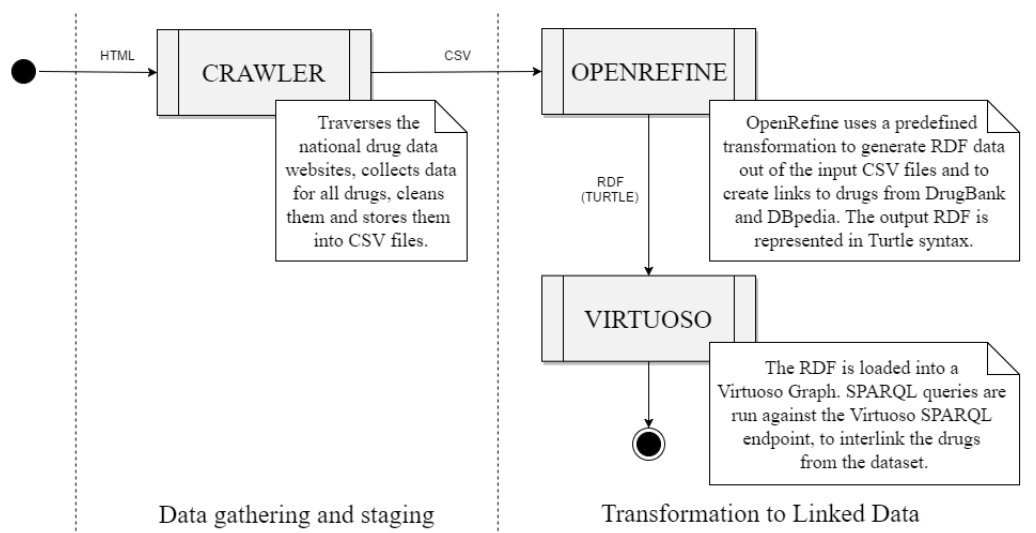 HTML
CRAWLER
CSV
OPENREFINE
Traverses the
national drug data
websites, collects data
for all drugs, cleans
them and stores them
into CSV files.
OpenRefine uses a predefined
transformation to generate RDF data
out of the input CSV files and to
create links to drugs from DrugBank
and DBpedia. The output RDF is
represented in Turtle syntax.
RDF
(TURTLE)
VIRTUOSO
The RDF is loaded into a
Virtuoso Graph. SPARQL queries are
run against the Virtuoso SPARQL
endpoint, to interlink the drugs
from the dataset.
Data gathering and staging
Transformation to Linked Data